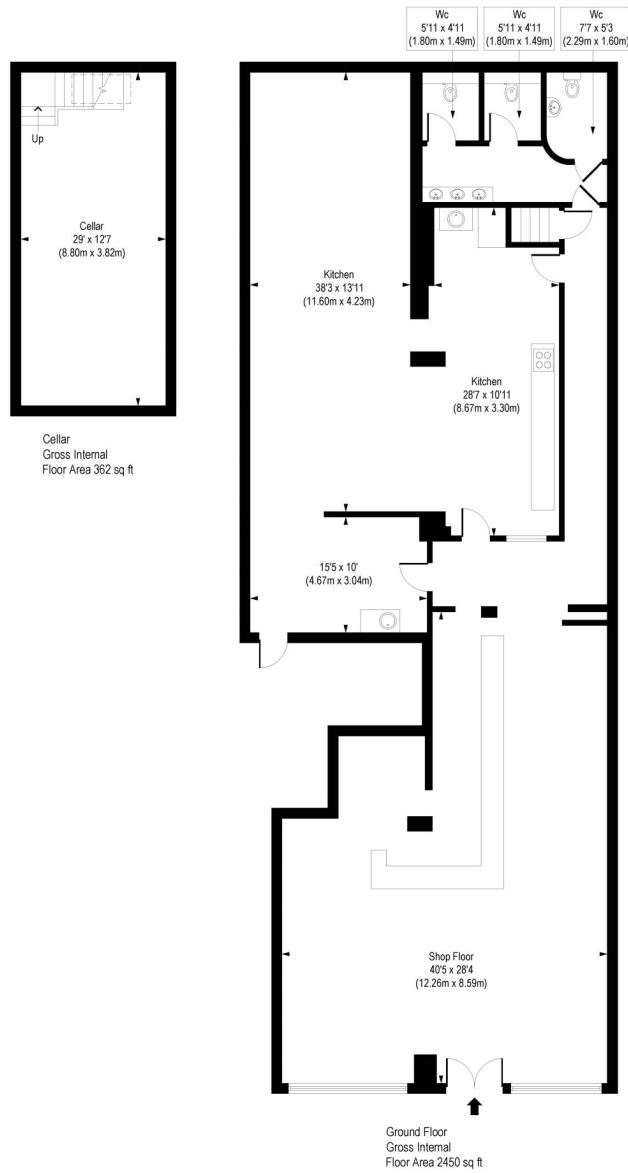 Wc
5'11 x 4'11
(1.80m x 1.49m)
Wc
5'11 x 4'11
(1.80m x 1.49m)
Wc
7'7 x 5'3
(2.29m x 1.60m)
Up
Cellar
29' x 12'7
(8.80m x 3.82m)
Kitchen
38'3 x 13'11
(11.60m x 4.23m)
Kitchen
28'7 x 10'11
(8.67m x 3.30m)
Cellar
Gross Internal
Floor Area 362 sq ft
15'5 x 10'
(4.67m x 3.04m)
Shop Floor
40'5 x 28'4
(12.26m x 8.59m)
Ground Floor
Gross Internal
Floor Area 2450 sq ft